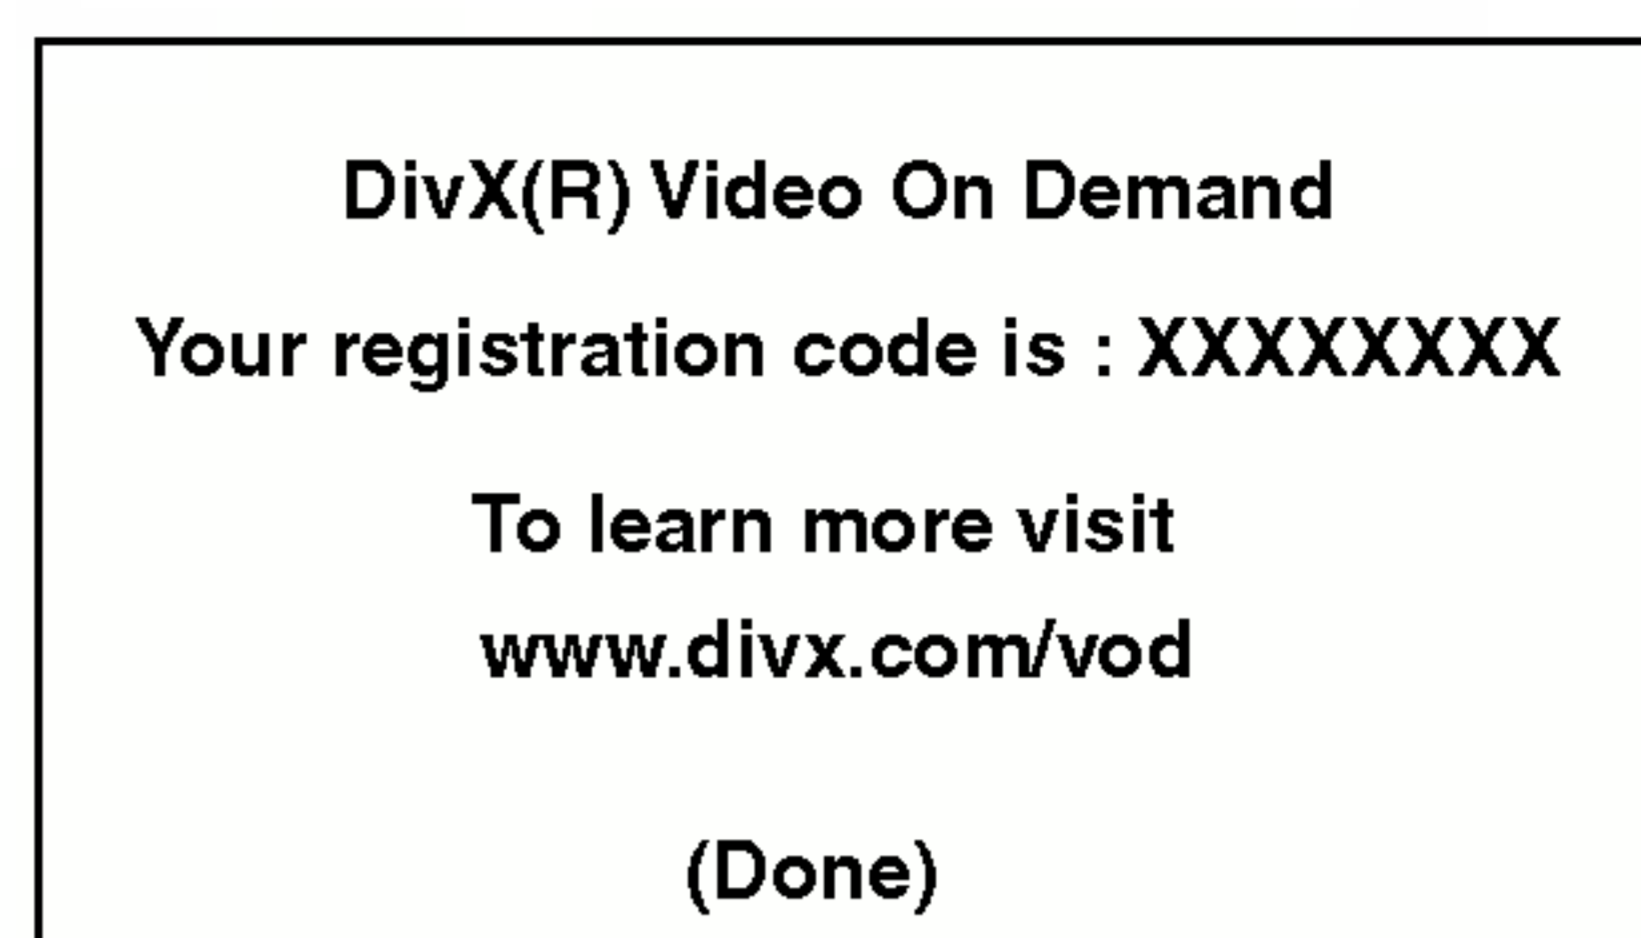 DivX(R) Video On Demand
Your registration code is : XXXXXXXX
To learn more visit
www.divx.com/vod
(Done)